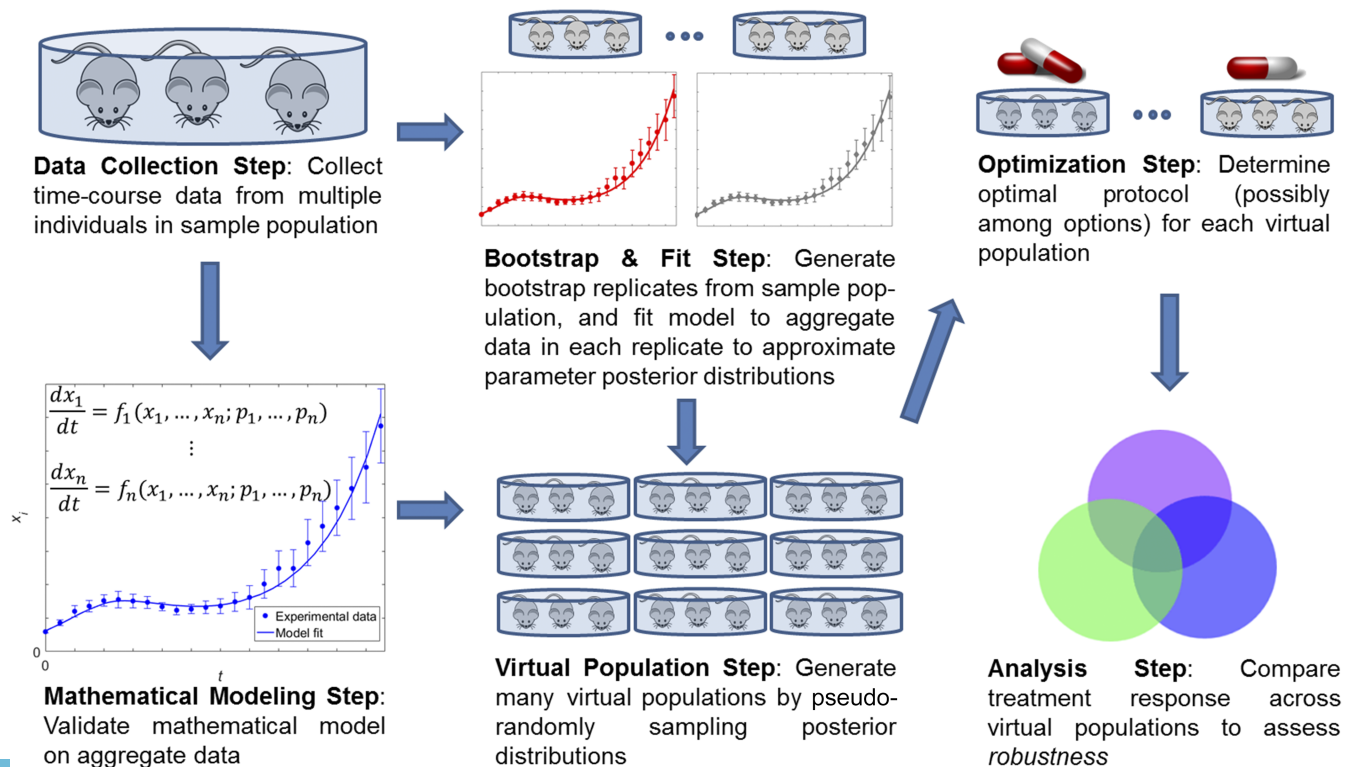 Data Collection Step: Collect
time-course data from multiple
individuals in sample population
dx₁/dt = f₁(x₁, …, xₙ; p₁, …, pₙ)
⋮
dxₙ/dt = fₙ(x₁, …, xₙ; p₁, …, pₙ)
xᵢ
Experimental data
Model fit
0
0
t
Mathematical Modeling Step:
Validate mathematical model
on aggregate data
Bootstrap & Fit Step: Generate
bootstrap replicates from sample pop-
ulation, and fit model to aggregate
data in each replicate to approximate
parameter posterior distributions
Virtual Population Step: Generate
many virtual populations by pseudo-
randomly sampling posterior
distributions
Optimization Step: Determine
optimal protocol (possibly
among options) for each virtual
population
Analysis Step: Compare
treatment response across
virtual populations to assess
robustness